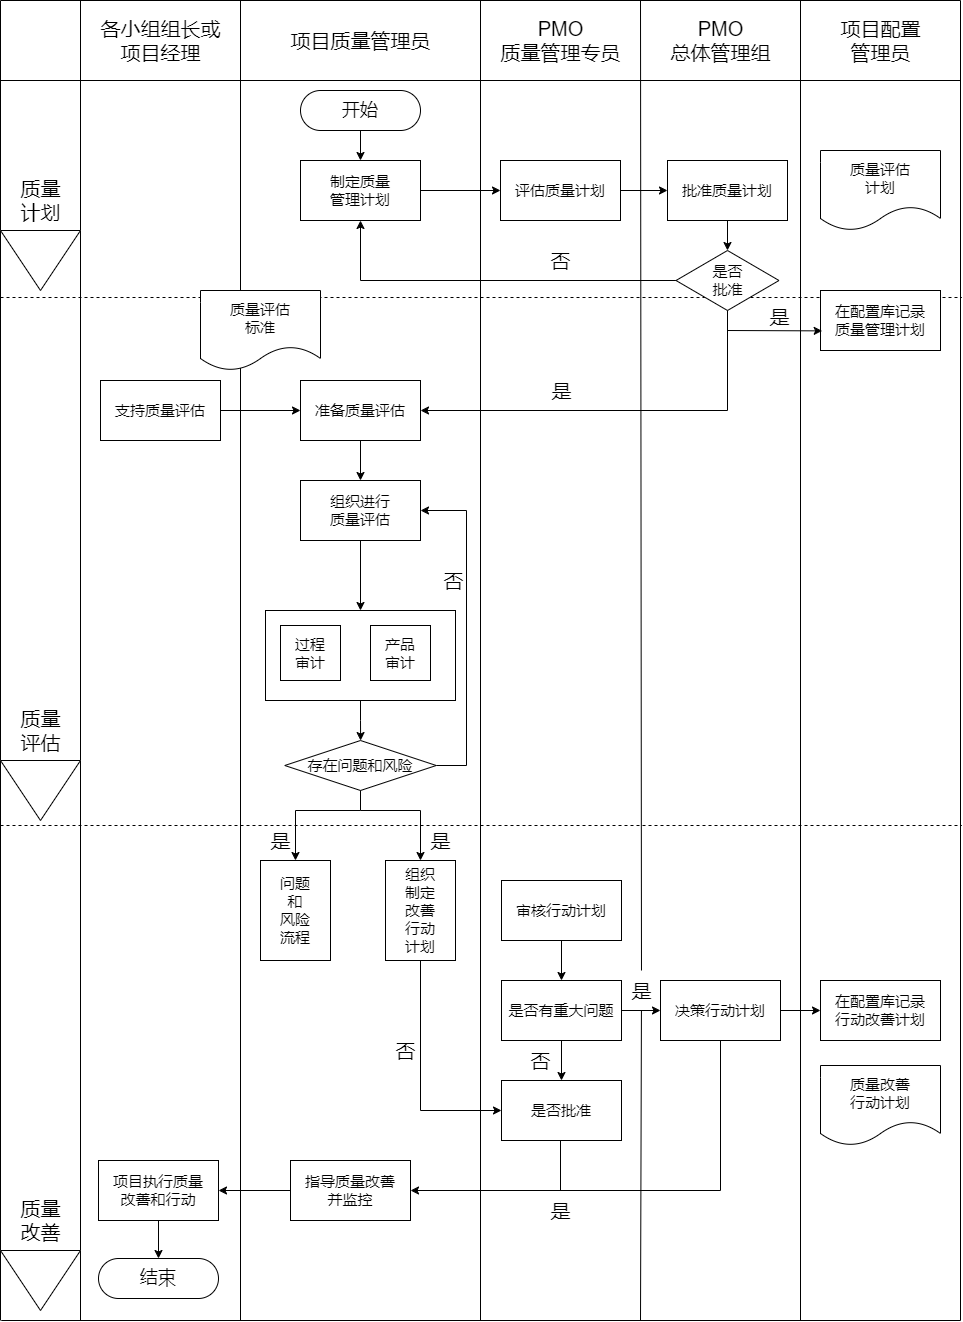 各小组组长或
项目经理
项目质量管理员
PMO
质量管理专员
PMO
总体管理组
项目配置
管理员
开始
质量
计划
制定质量
管理计划
评估质量计划
批准质量计划
质量评估
计划
否
是否
批准
质量评估
标准
是
在配置库记录
质量管理计划
支持质量评估
准备质量评估
是
组织进行
质量评估
否
过程
审计
产品
审计
质量
评估
存在问题和风险
是
是
问题
和
风险
流程
组织
制定
改善
行动
计划
审核行动计划
是否有重大问题
是
决策行动计划
在配置库记录
行动改善计划
否
否
是否批准
质量改善
行动计划
质量
改善
项目执行质量
改善和行动
指导质量改善
并监控
是
结束